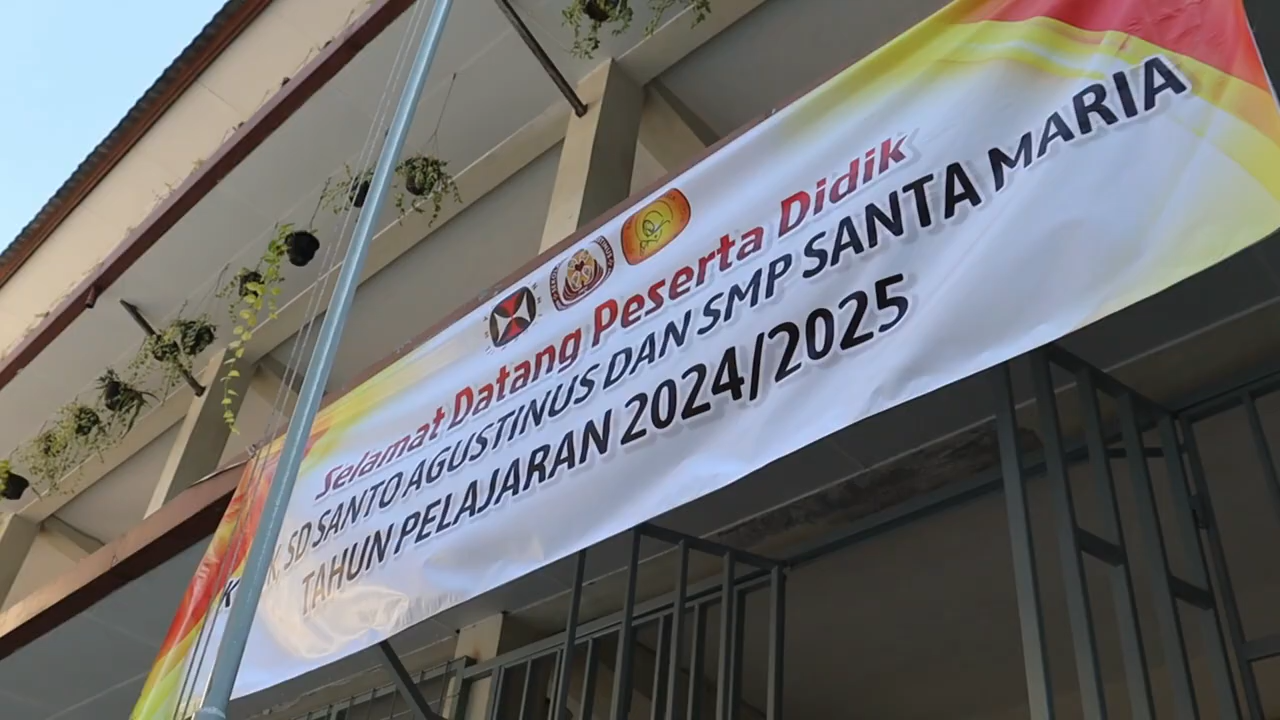 Selamat Datang Peserta Didik
SD SANTO AGUSTINUS DAN SMP SANTA MARIA
TAHUN PELAJARAN 2024/2025